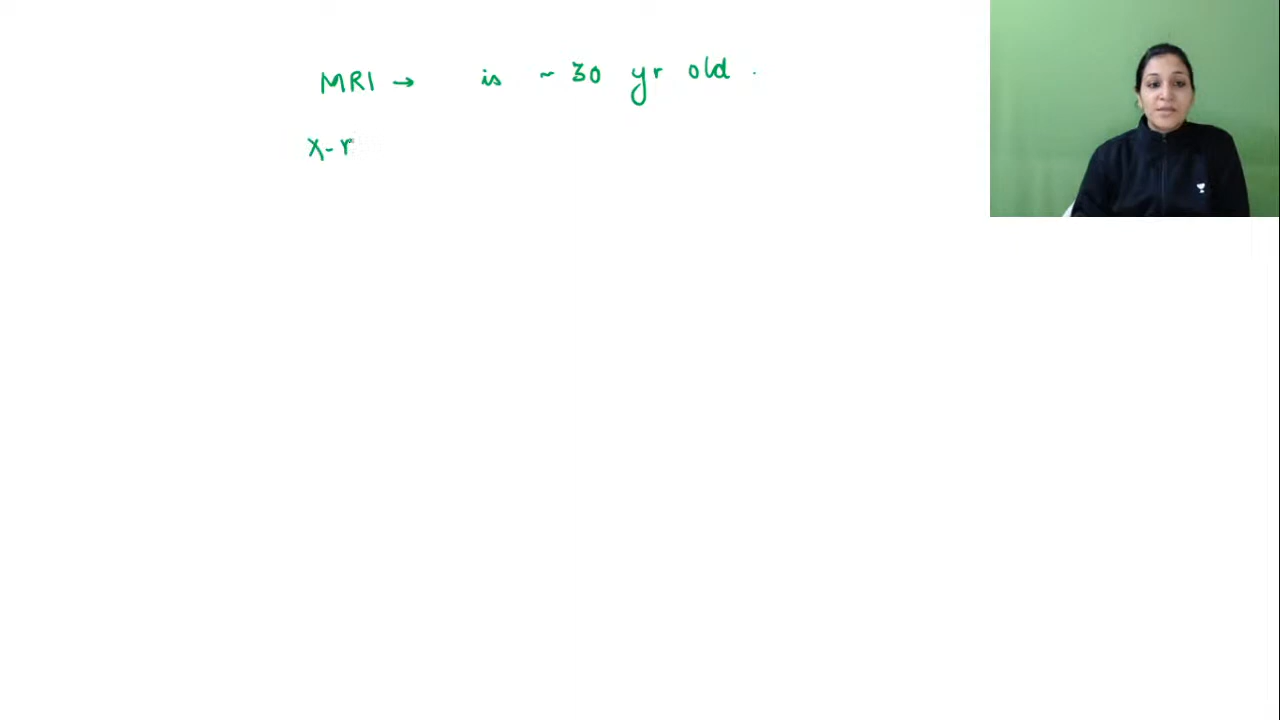 MRI → is ~ 30 yr old .
X-r